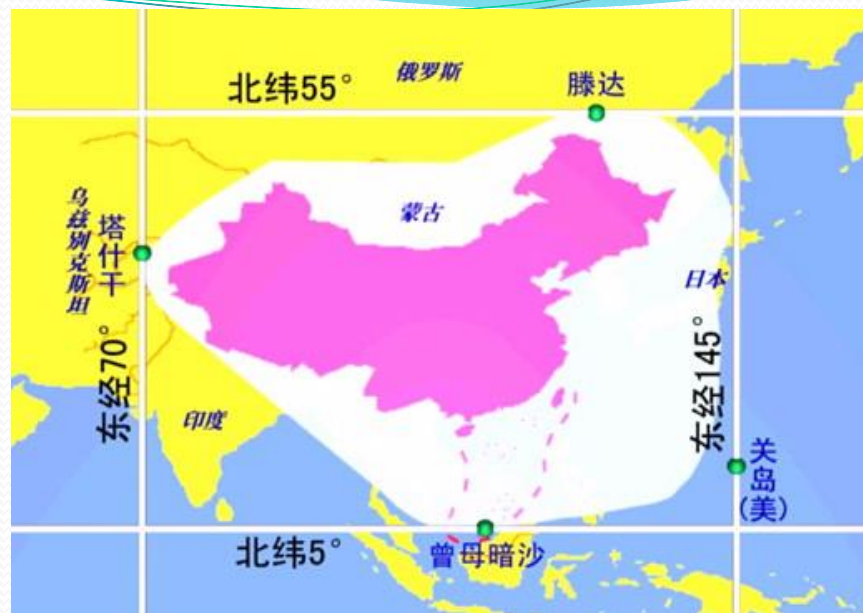 俄罗斯
北纬55°
滕达
蒙古
乌兹别克斯坦
塔什干
日本
东经70°
东经145°
印度
关岛(美)
北纬5°
曾母暗沙